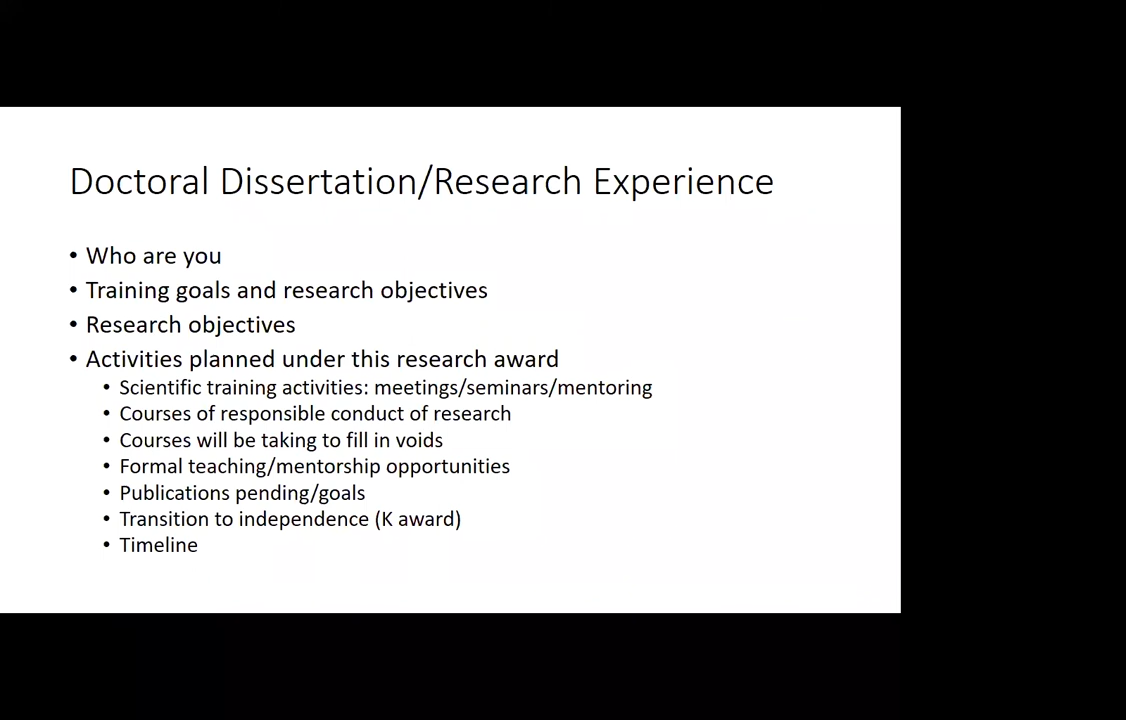 Doctoral Dissertation/Research Experience
• Who are you
• Training goals and research objectives
• Research objectives
• Activities planned under this research award
• Scientific training activities: meetings/seminars/mentoring
• Courses of responsible conduct of research
• Courses will be taking to fill in voids
• Formal teaching/mentorship opportunities
• Publications pending/goals
• Transition to independence (K award)
• Timeline